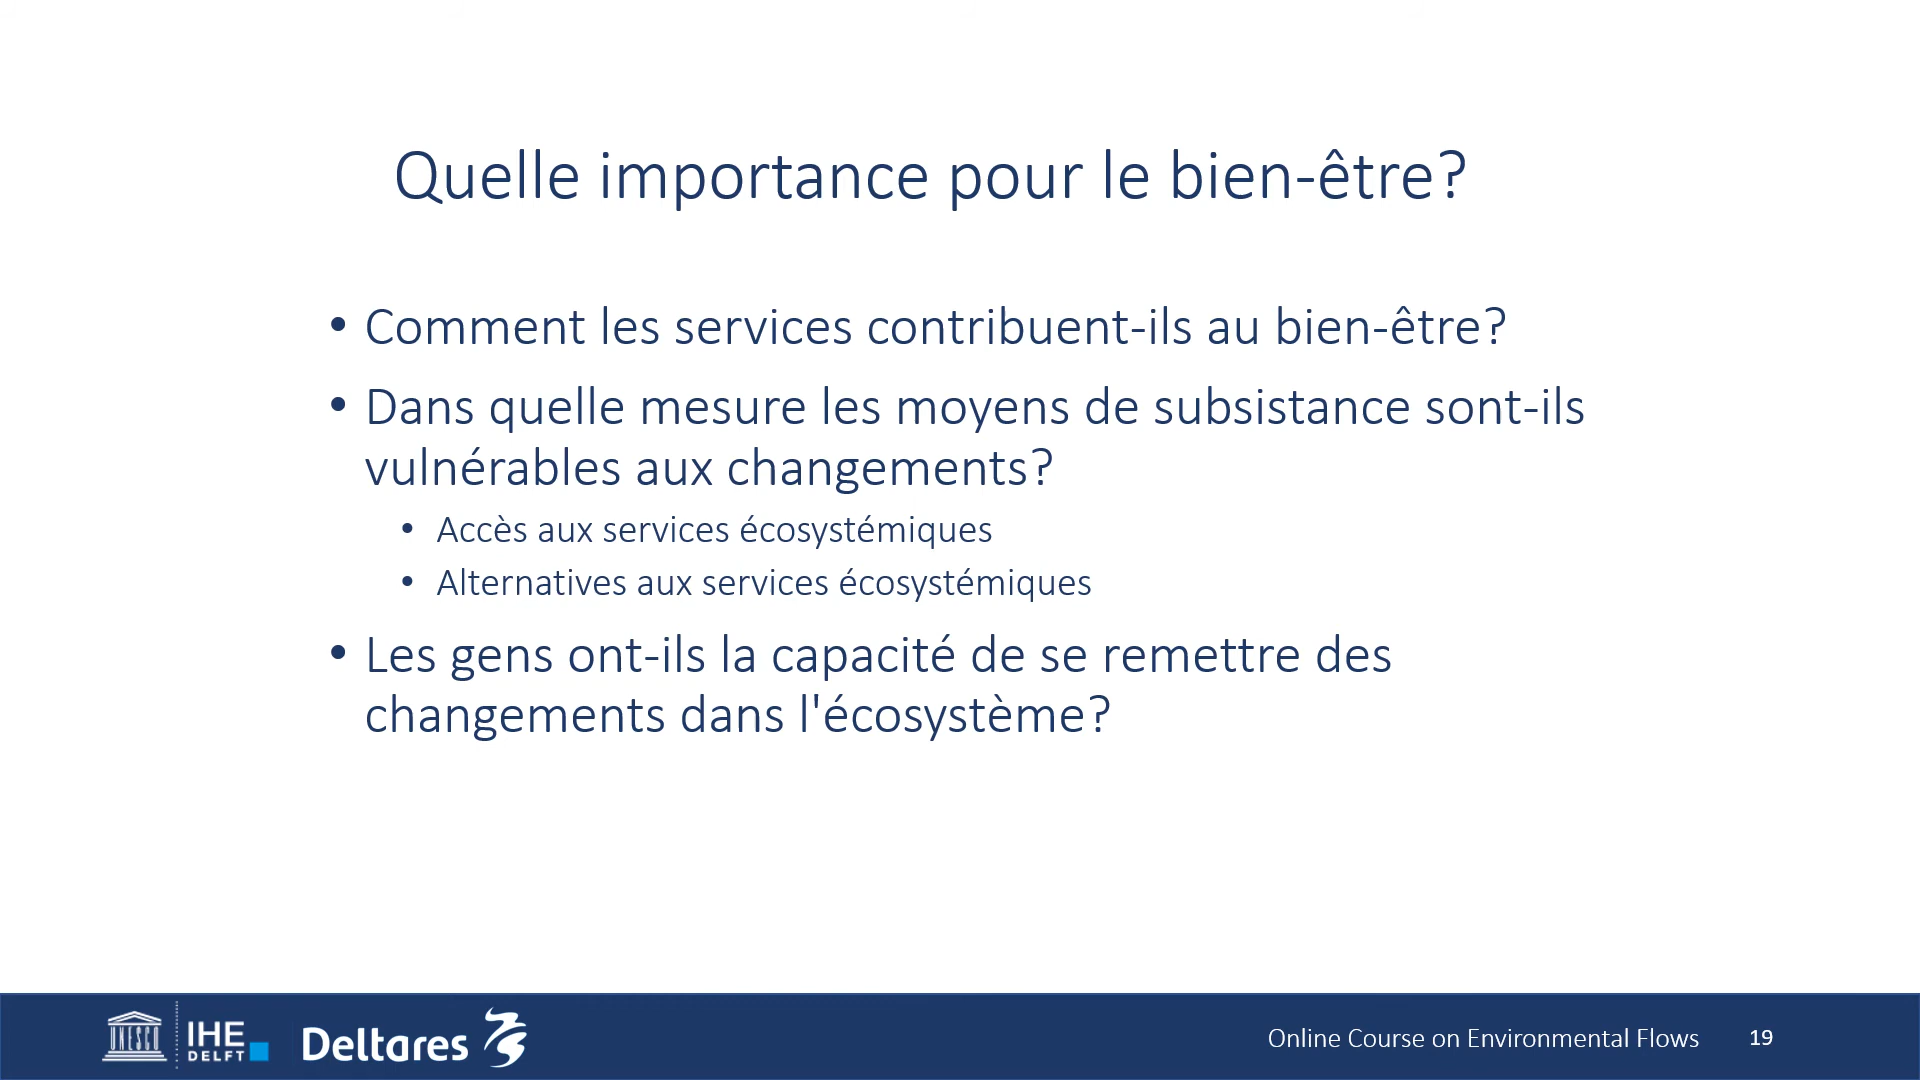 Quelle importance pour le bien-être?
• Comment les services contribuent-ils au bien-être?
• Dans quelle mesure les moyens de subsistance sont-ils
vulnérables aux changements?
• Accès aux services écosystémiques
• Alternatives aux services écosystémiques
• Les gens ont-ils la capacité de se remettre des
changements dans l'écosystème?
UNESCO
IHE
DELFT
Deltares
Online Course on Environmental Flows
19